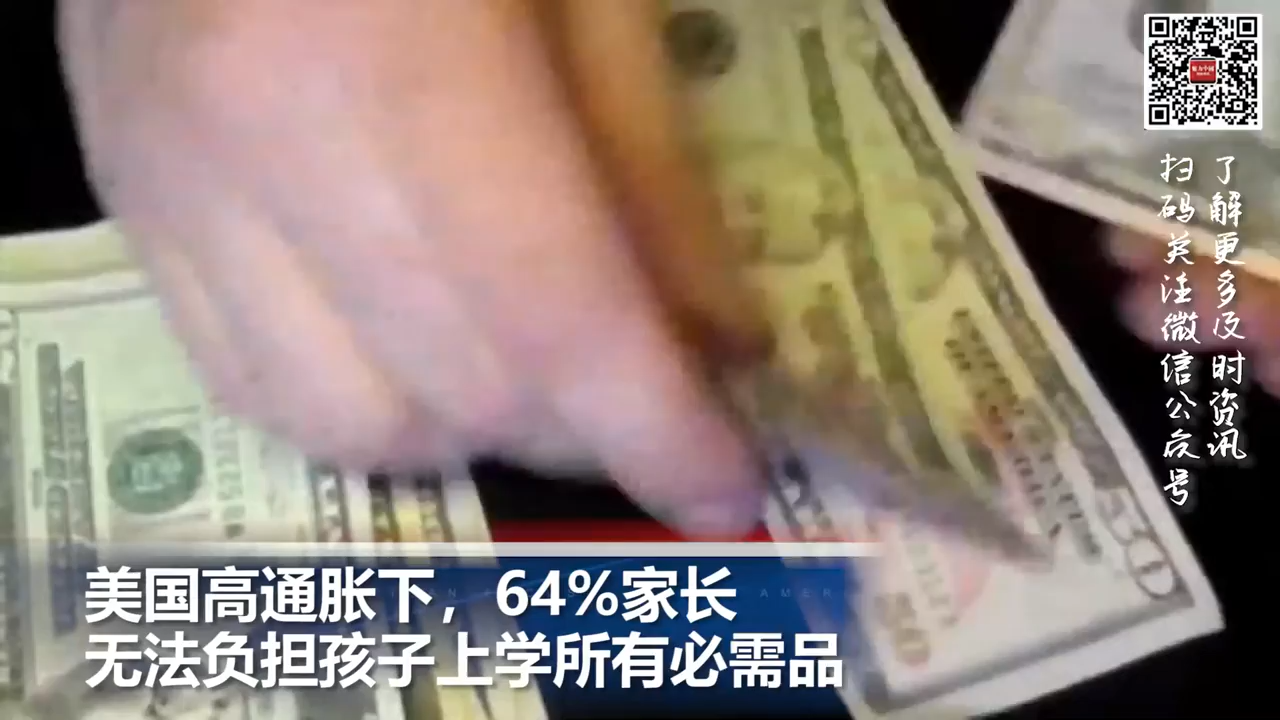 了解更多及时资讯
扫码关注微信公众号
美国高通胀下，64%家长
无法负担孩子上学所有必需品
50